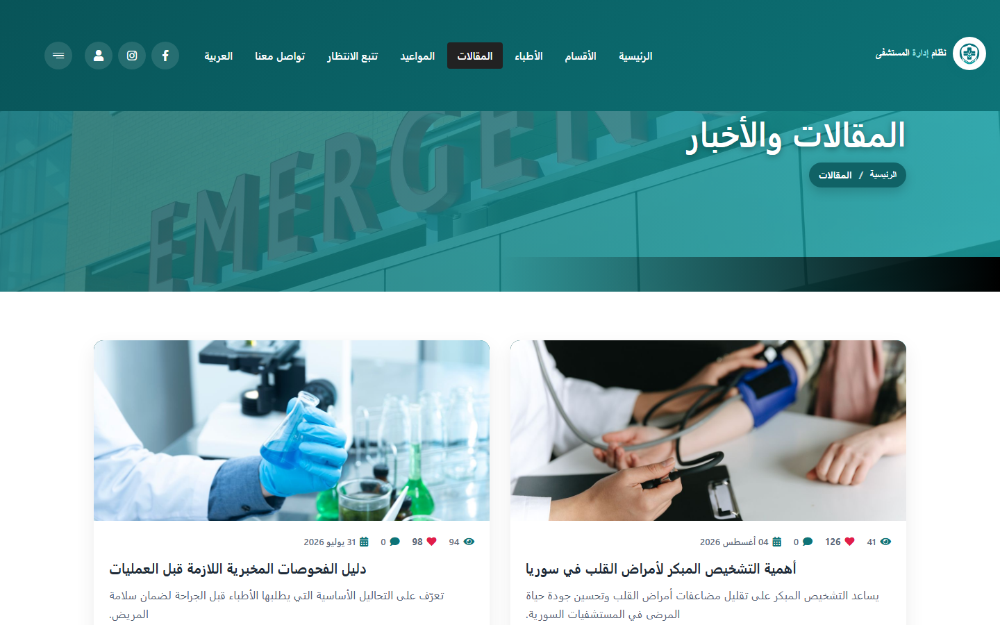 نظام إدارة المستشفى
الرئيسية
الأقسام
الأطباء
المقالات
المواعيد
تتبع الانتظار
تواصل معنا
العربية
EMERGEN
المقالات والأخبار
الرئيسية / المقالات
41 126 0 04 أغسطس 2026
أهمية التشخيص المبكر لأمراض القلب في سوريا
يساعد التشخيص المبكر على تقليل مضاعفات أمراض القلب وتحسين جودة حياة
المرضى في المستشفيات السورية.
94 98 0 31 يوليو 2026
دليل الفحوصات المخبرية اللازمة قبل العمليات
تعرّف على التحاليل الأساسية التي يطلبها الأطباء قبل الجراحة لضمان سلامة
المريض.